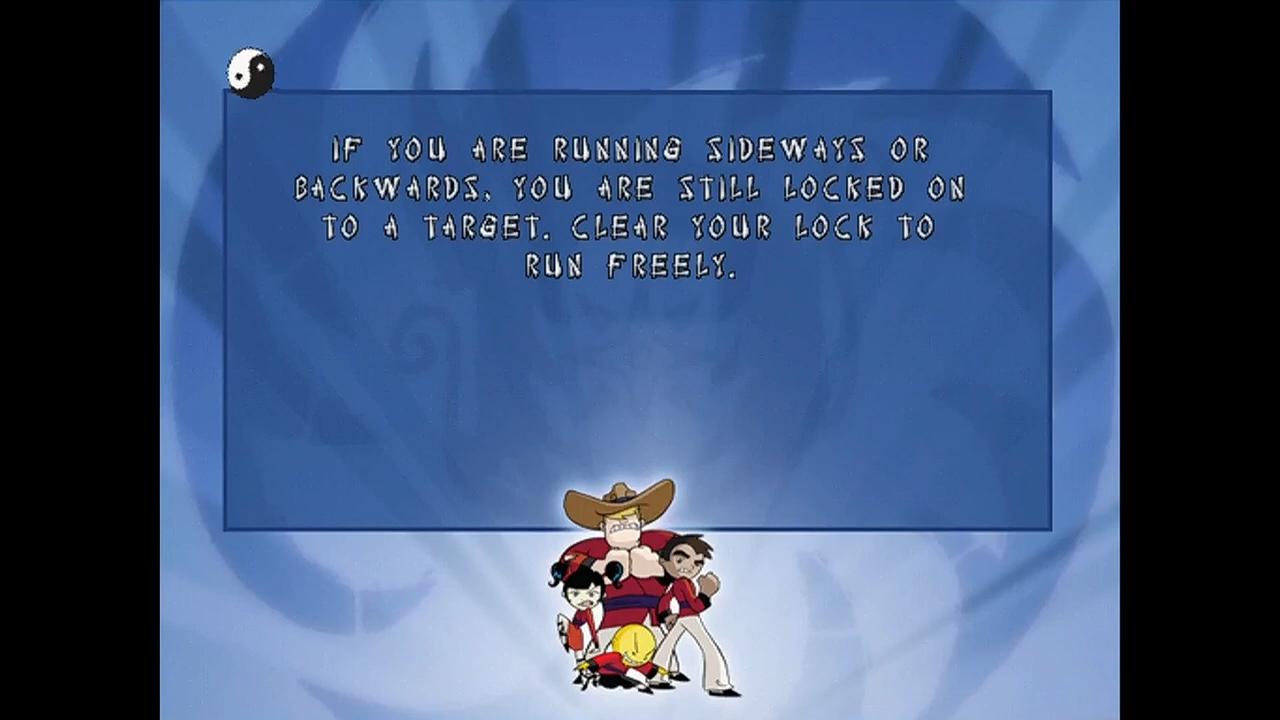 IF YOU ARE RUNNING SIDEWAYS OR
BACKWARDS, YOU ARE STILL LOCKED ON
TO A TARGET. CLEAR YOUR LOCK TO
RUN FREELY.